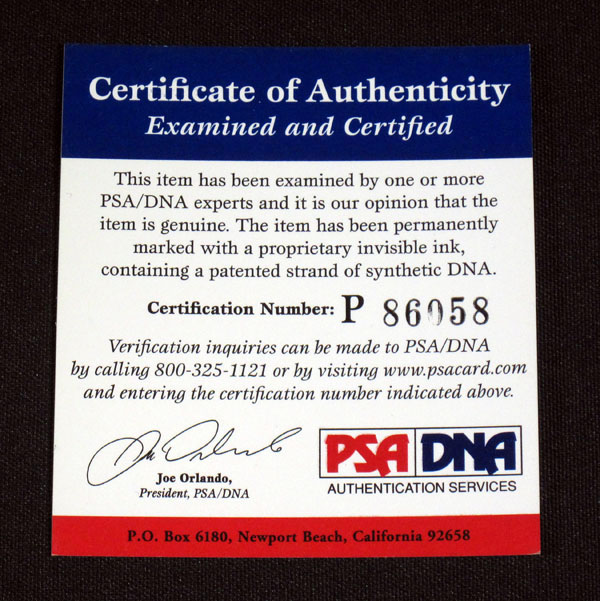 Certificate of Authenticity
Examined and Certified
This item has been examined by one or more
PSA/DNA experts and it is our opinion that the
item is genuine. The item has been permanently
marked with a proprietary invisible ink,
containing a patented strand of synthetic DNA.
Certification Number: P 86058
Verification inquiries can be made to PSA/DNA
by calling 800-325-1121 or by visiting www.psacard.com
and entering the certification number indicated above.
Joe Orlando,
President, PSA/DNA
PSA DNA
AUTHENTICATION SERVICES
P.O. Box 6180, Newport Beach, California 92658